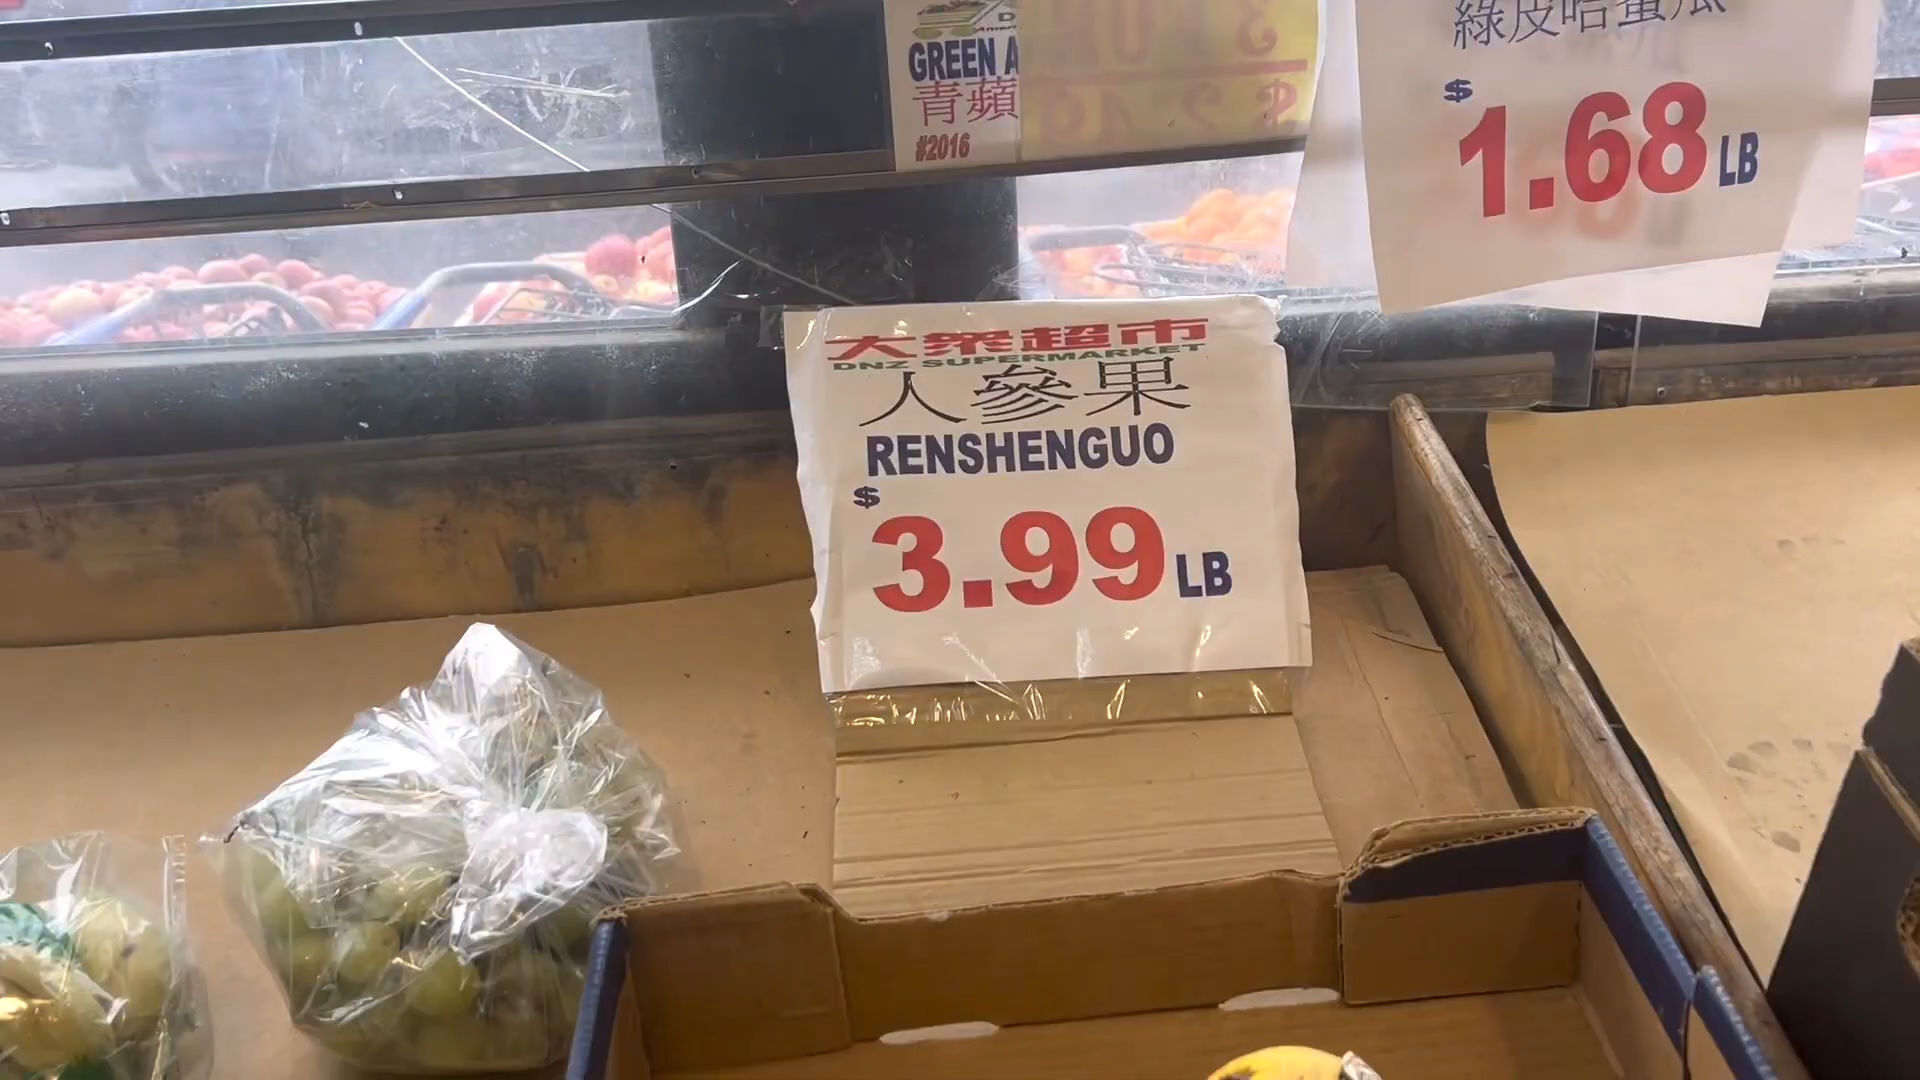 GREEN A
青蘋
#2016
綠皮哈蜜瓜
$
1.68 LB
大眾超市
DNZ SUPERMARKET
人參果
RENSHENGUO
$
3.99 LB